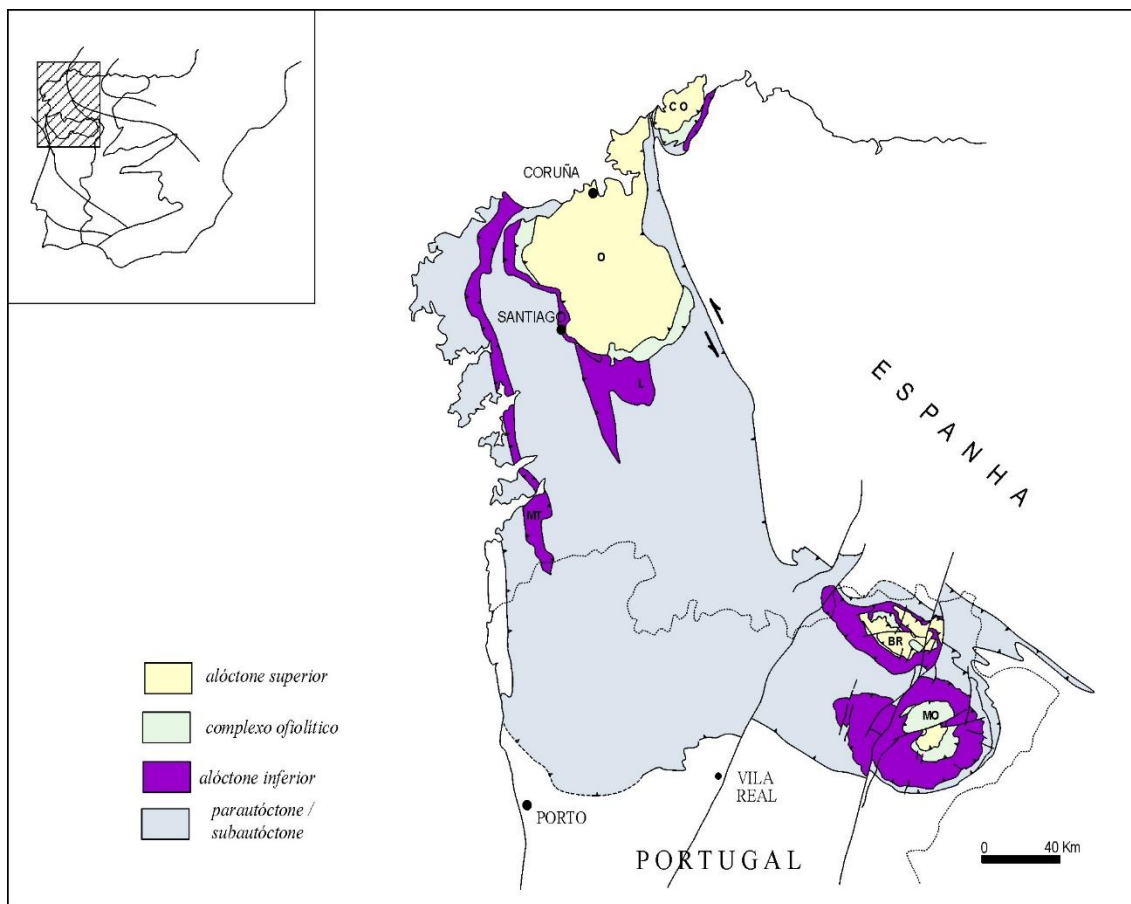 C O
CORUÑA
O
SANTIAGO
L
ESPANHA
MT
BR
MO
alóctone superior
complexo ofiolítico
alóctone inferior
parautóctone /
subautóctone
VILA
REAL
PORTO
PORTUGAL
0 40 Km